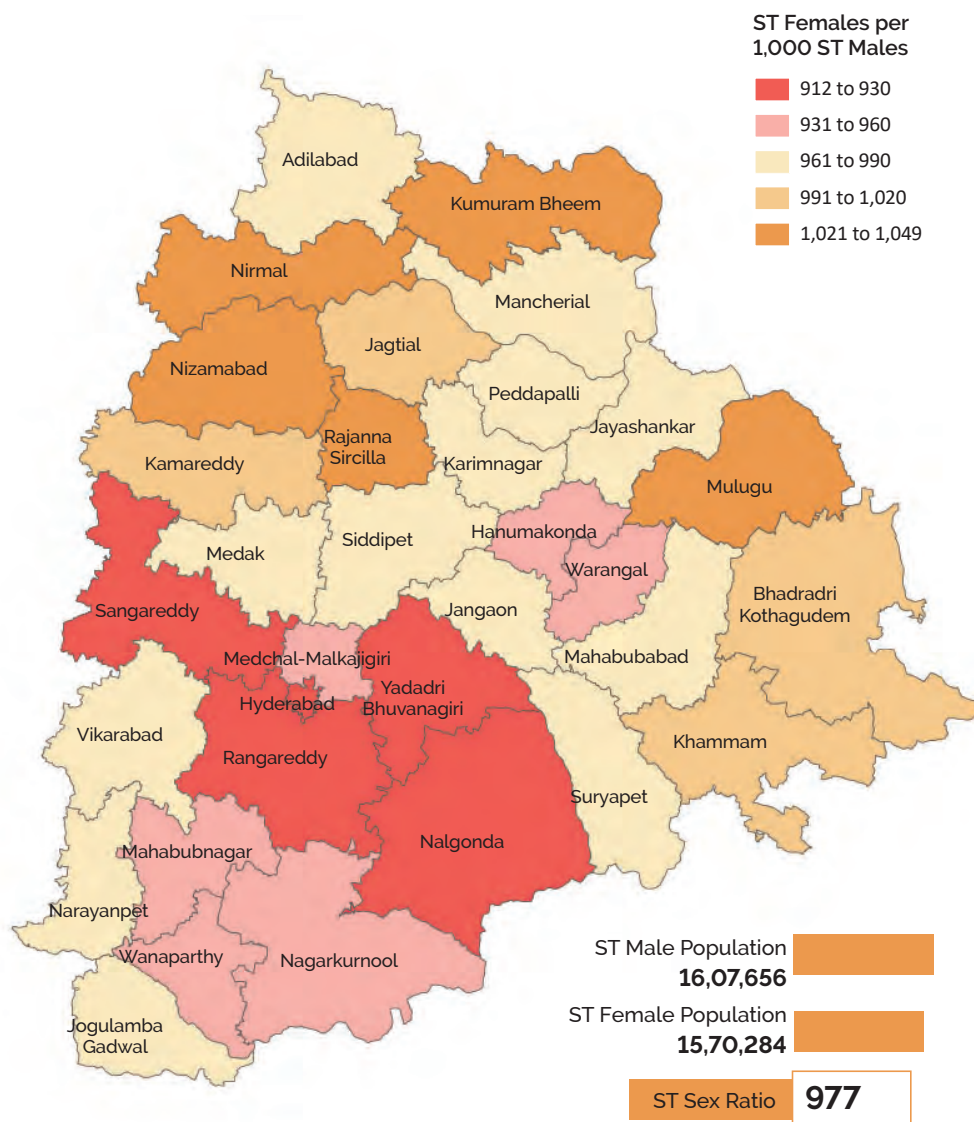 ST Females per
1,000 ST Males
912 to 930
931 to 960
961 to 990
991 to 1,020
1,021 to 1,049
Adilabad
Kumuram Bheem
Nirmal
Mancherial
Jagtial
Nizamabad
Peddapalli
Jayashankar
Rajanna
Sircilla
Karimnagar
Kamareddy
Mulugu
Hanumakonda
Siddipet
Medak
Warangal
Bhadradri
Kothagudem
Sangareddy
Jangaon
Mahabubabad
Medchal-Malkajigiri
Yadadri
Bhuvanagiri
Hyderabad
Vikarabad
Khammam
Rangareddy
Suryapet
Nalgonda
Mahabubnagar
Narayanpet
Wanaparthy
Nagarkurnool
Jogulamba
Gadwal
ST Male Population
16,07,656
ST Female Population
15,70,284
ST Sex Ratio 977